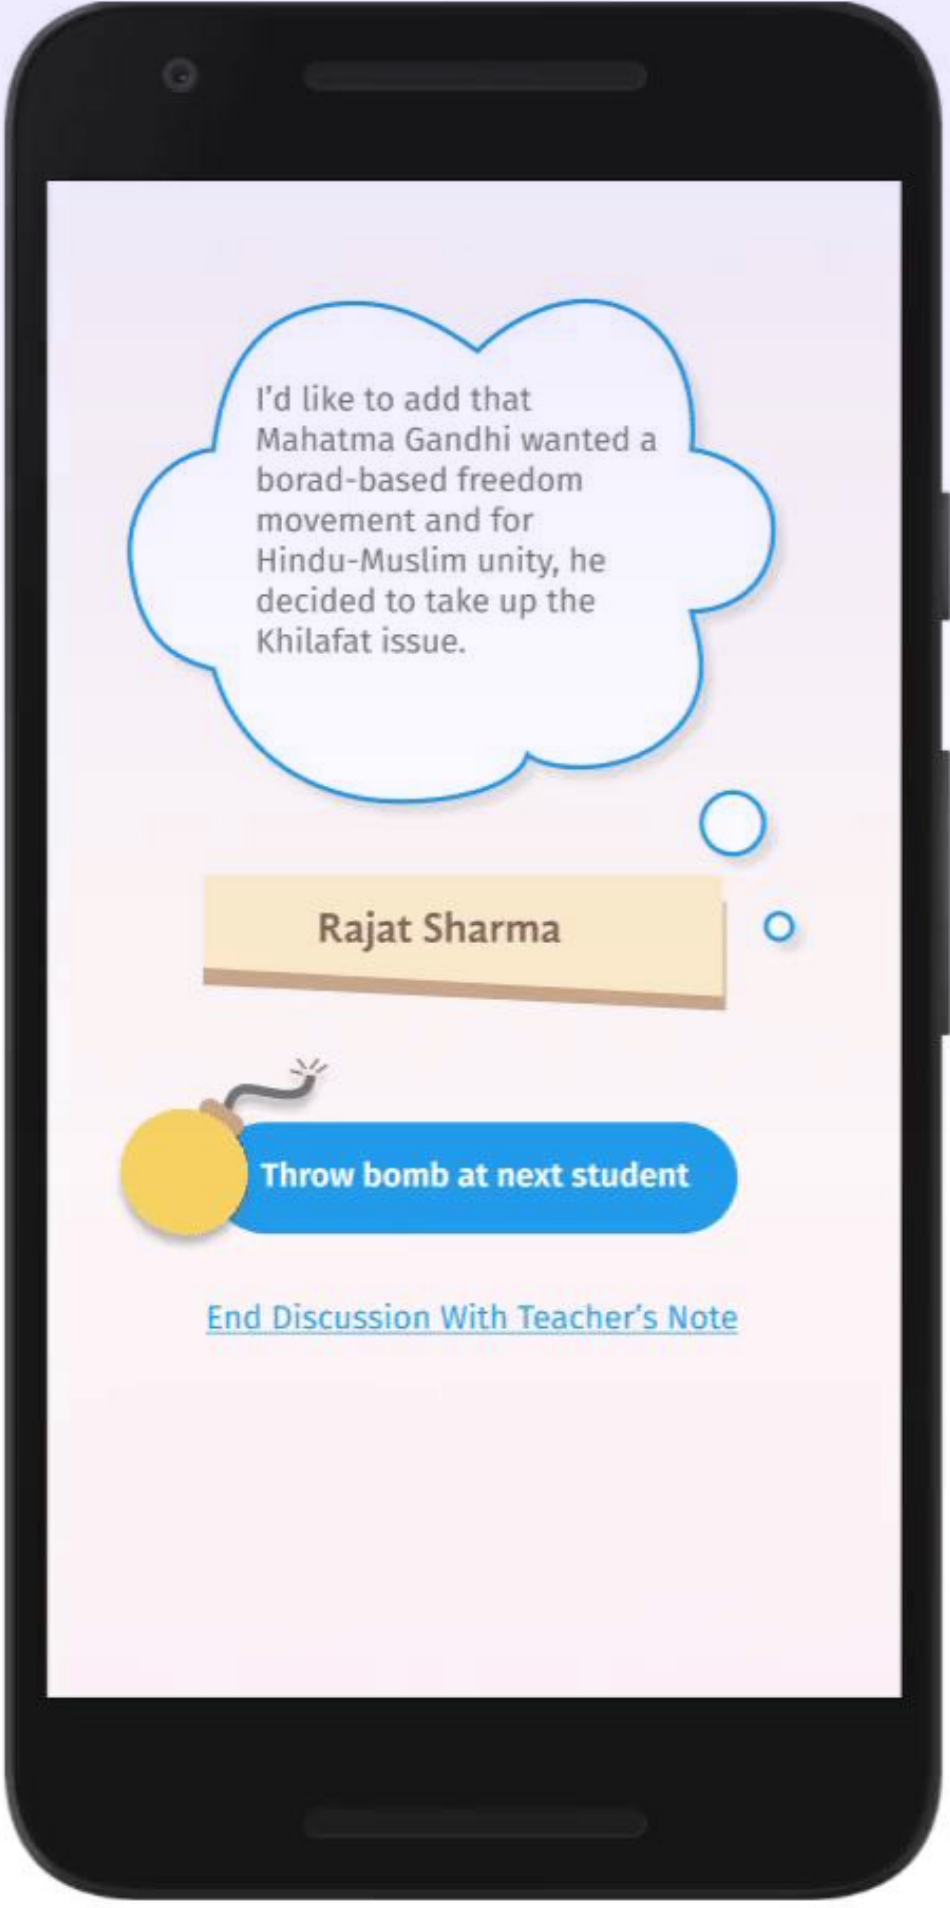 I'd like to add that
Mahatma Gandhi wanted a
borad-based freedom
movement and for
Hindu-Muslim unity, he
decided to take up the
Khilafat issue.
Rajat Sharma
Throw bomb at next student
End Discussion With Teacher's Note